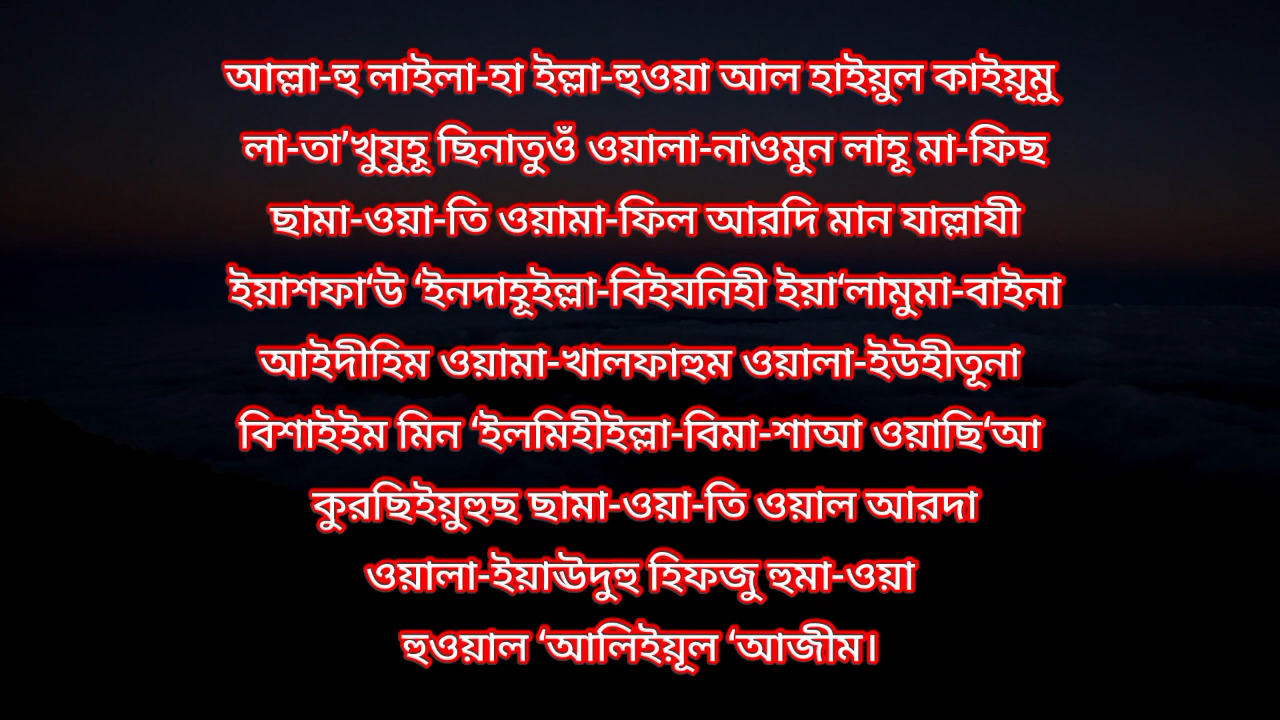 আল্লা-হু লাইলা-হা ইল্লা-হুওয়া আল হাইয়ুল কাইয়ূমু
লা-তা’খুযুহূ ছিনাতুওঁ ওয়ালা-নাওমুন লাহূ মা-ফিছ
ছামা-ওয়া-তি ওয়ামা-ফিল আরদি মান যাল্লাযী
ইয়াশফা‘উ ‘ইনদাহূইল্লা-বিইযনিহী ইয়া‘লামুমা-বাইনা
আইদীহিম ওয়ামা-খালফাহুম ওয়ালা-ইউহীতূনা
বিশাইইম মিন ‘ইলমিহীইল্লা-বিমা-শাআ ওয়াছি‘আ
কুরছিইয়ুহুছ ছামা-ওয়া-তি ওয়াল আরদা
ওয়ালা-ইয়াঊদুহু হিফজু হুমা-ওয়া
হুওয়াল ‘আলিইয়ূল ‘আজীম।